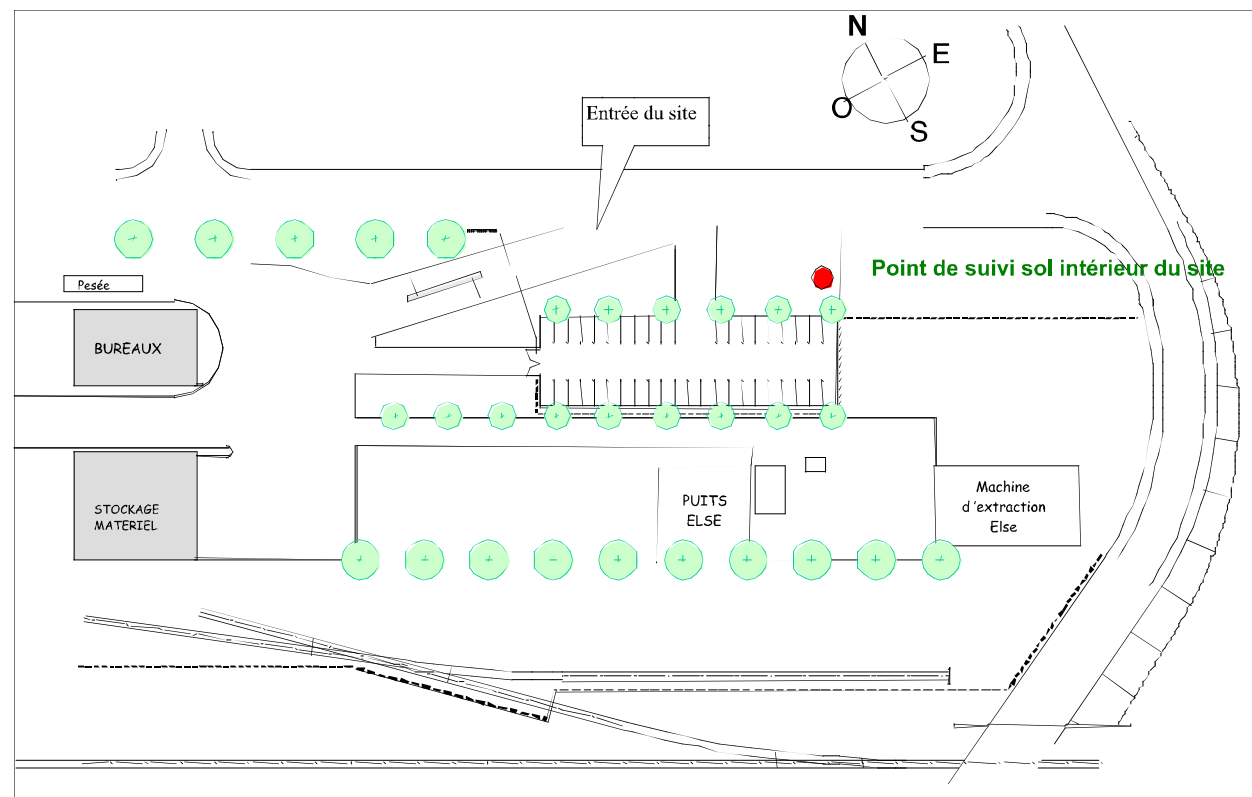 N
E
O
S
Entrée du site
Point de suivi sol intérieur du site
Pesée
BUREAUX
STOCKAGE
MATERIEL
PUITS
ELSE
Machine
d'extraction
Else